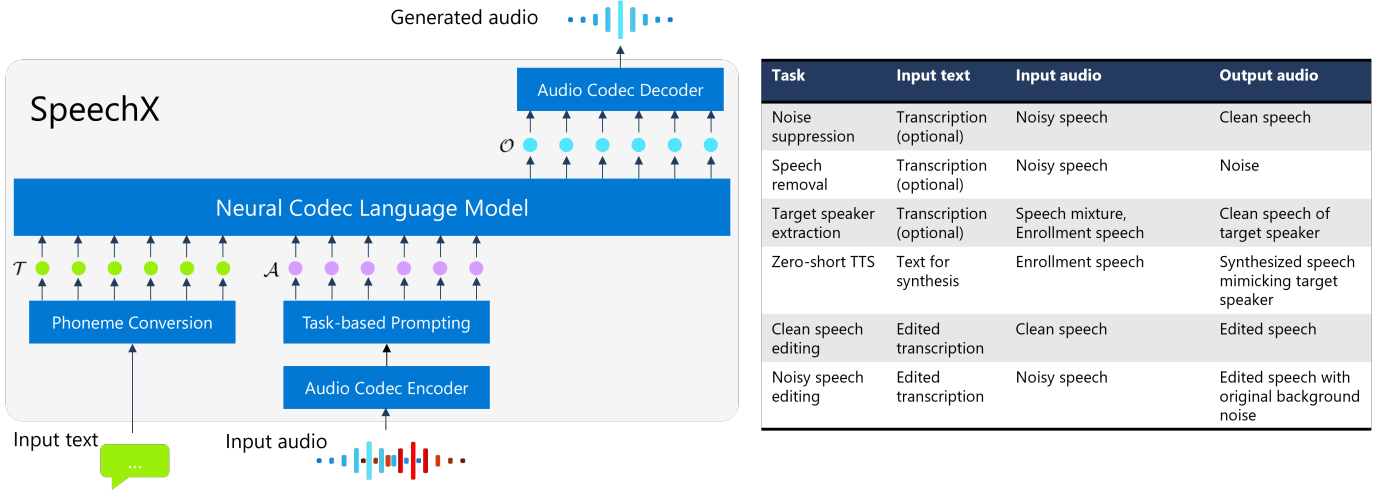 Generated audio
SpeechX
Audio Codec Decoder
𝒪
Neural Codec Language Model
𝒯
𝒜
Phoneme Conversion
Task-based Prompting
Audio Codec Encoder
Input text
...
Input audio
Task Input text Input audio Output audio
Noise Transcription Noisy speech Clean speech
suppression (optional)
Speech Transcription Noisy speech Noise
removal (optional)
Target speaker Transcription Speech mixture, Clean speech of
extraction (optional) Enrollment speech target speaker
Zero-short TTS Text for Enrollment speech Synthesized speech
synthesis mimicking target
speaker
Clean speech Edited Clean speech Edited speech
editing transcription
Noisy speech Edited Noisy speech Edited speech with
editing transcription original background
noise